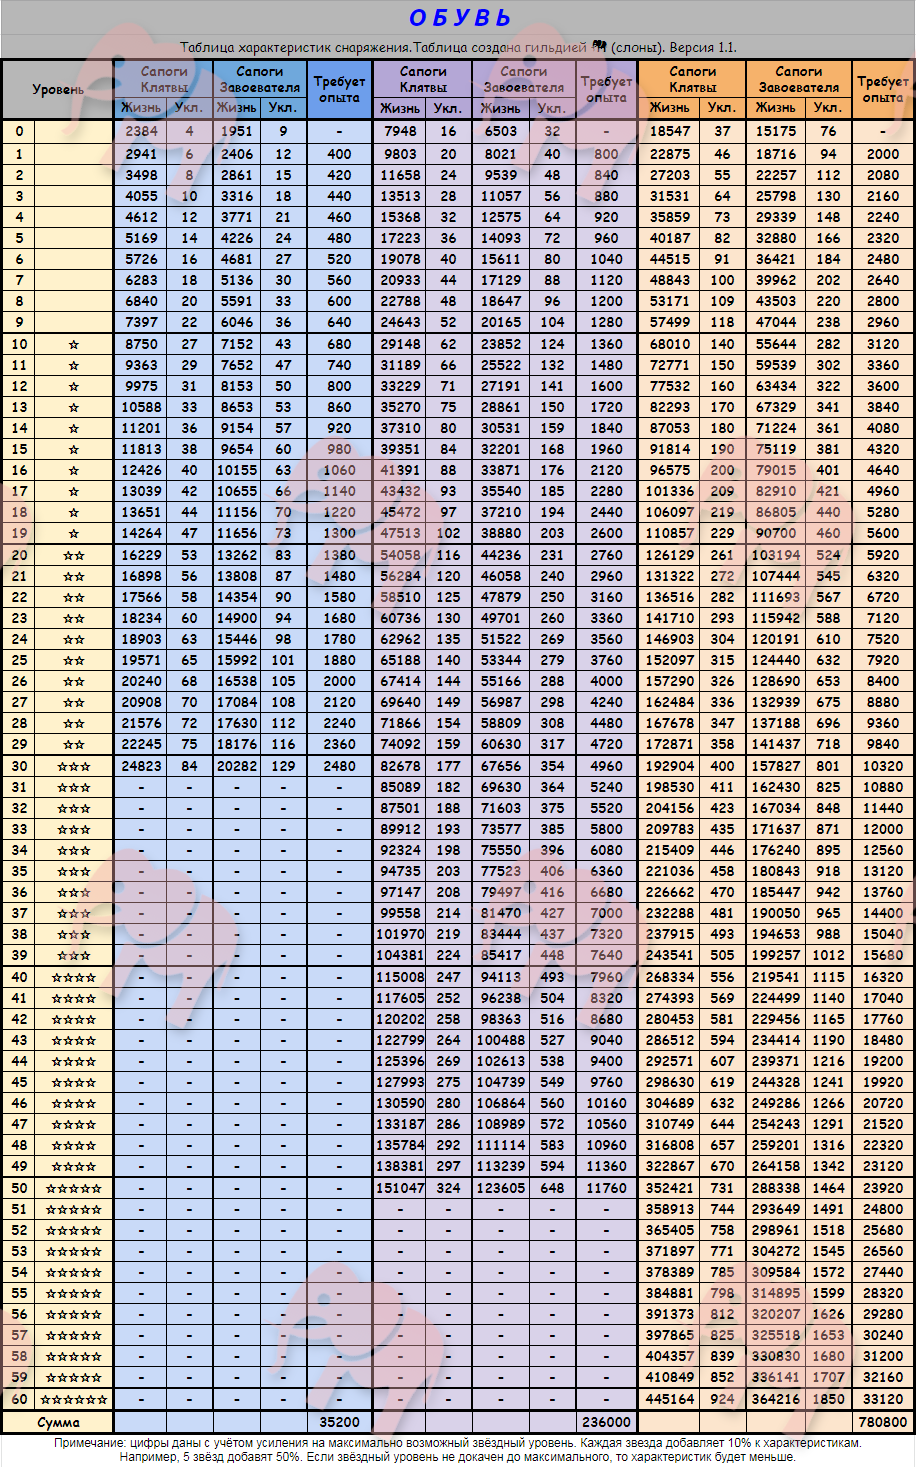 ОБУВЬ
Таблица характеристик снаряжения.Таблица создана гильдией (слоны). Версия 1.1.
Уровень Сапоги Клятвы Сапоги Завоевателя Требует опыта Сапоги Клятвы Сапоги Завоевателя Требует опыта Сапоги Клятвы Сапоги Завоевателя Требует опыта
Жизнь Укл. Жизнь Укл. Жизнь Укл. Жизнь Укл. Жизнь Укл. Жизнь Укл.
0 2384 4 1951 9 - 7948 16 6503 32 - 18547 37 15175 76 -
1 2941 6 2406 12 400 9803 20 8021 40 800 22875 46 18716 94 2000
2 3498 8 2861 15 420 11658 24 9539 48 840 27203 55 22257 112 2080
3 4055 10 3316 18 440 13513 28 11057 56 880 31531 64 25798 130 2160
4 4612 12 3771 21 460 15368 32 12575 64 920 35859 73 29339 148 2240
5 5169 14 4226 24 480 17223 36 14093 72 960 40187 82 32880 166 2320
6 5726 16 4681 27 520 19078 40 15611 80 1040 44515 91 36421 184 2480
7 6283 18 5136 30 560 20933 44 17129 88 1120 48843 100 39962 202 2640
8 6840 20 5591 33 600 22788 48 18647 96 1200 53171 109 43503 220 2800
9 7397 22 6046 36 640 24643 52 20165 104 1280 57499 118 47044 238 2960
10 ☆ 8750 27 7152 43 680 29148 62 23852 124 1360 68010 140 55644 282 3120
11 ☆ 9363 29 7652 47 740 31189 66 25522 132 1480 72771 150 59539 302 3360
12 ☆ 9975 31 8153 50 800 33229 71 27191 141 1600 77532 160 63434 322 3600
13 ☆ 10588 33 8653 53 860 35270 75 28861 150 1720 82293 170 67329 341 3840
14 ☆ 11201 36 9154 57 920 37310 80 30531 159 1840 87053 180 71224 361 4080
15 ☆ 11813 38 9654 60 980 39351 84 32201 168 1960 91814 190 75119 381 4320
16 ☆ 12426 40 10155 63 1060 41391 88 33871 176 2120 96575 200 79015 401 4640
17 ☆ 13039 42 10655 66 1140 43432 93 35540 185 2280 101336 209 82910 421 4960
18 ☆ 13651 44 11156 70 1220 45472 97 37210 194 2440 106097 219 86805 440 5280
19 ☆ 14264 47 11656 73 1300 47513 102 38880 203 2600 110857 229 90700 460 5600
20 ☆☆ 16229 53 13262 83 1380 54058 116 44236 231 2760 126129 261 103194 524 5920
21 ☆☆ 16898 56 13808 87 1480 56284 120 46058 240 2960 131322 272 107444 545 6320
22 ☆☆ 17566 58 14354 90 1580 58510 125 47879 250 3160 136516 282 111693 567 6720
23 ☆☆ 18234 60 14900 94 1680 60736 130 49701 260 3360 141710 293 115942 588 7120
24 ☆☆ 18903 63 15446 98 1780 62962 135 51522 269 3560 146903 304 120191 610 7520
25 ☆☆ 19571 65 15992 101 1880 65188 140 53344 279 3760 152097 315 124440 632 7920
26 ☆☆ 20240 68 16538 105 2000 67414 144 55166 288 4000 157290 326 128690 653 8400
27 ☆☆ 20908 70 17084 108 2120 69640 149 56987 298 4240 162484 336 132939 675 8880
28 ☆☆ 21576 72 17630 112 2240 71866 154 58809 308 4480 167678 347 137188 696 9360
29 ☆☆ 22245 75 18176 116 2360 74092 159 60630 317 4720 172871 358 141437 718 9840
30 ☆☆☆ 24823 84 20282 129 2480 82678 177 67656 354 4960 192904 400 157827 801 10320
31 ☆☆☆ - - - - - 85089 182 69630 364 5240 198530 411 162430 825 10880
32 ☆☆☆ - - - - - 87501 188 71603 375 5520 204156 423 167034 848 11440
33 ☆☆☆ - - - - - 89912 193 73577 385 5800 209783 435 171637 871 12000
34 ☆☆☆ - - - - - 92324 198 75550 396 6080 215409 446 176240 895 12560
35 ☆☆☆ - - - - - 94735 203 77523 406 6360 221036 458 180843 918 13120
36 ☆☆☆ - - - - - 97147 208 79497 416 6680 226662 470 185447 942 13760
37 ☆☆☆ - - - - - 99558 214 81470 427 7000 232288 481 190050 965 14400
38 ☆☆☆ - - - - - 101970 219 83444 437 7320 237915 493 194653 988 15040
39 ☆☆☆ - - - - - 104381 224 85417 448 7640 243541 505 199257 1012 15680
40 ☆☆☆☆ - - - - - 115008 247 94113 493 7960 268334 556 219541 1115 16320
41 ☆☆☆☆ - - - - - 117605 252 96238 504 8320 274393 569 224499 1140 17040
42 ☆☆☆☆ - - - - - 120202 258 98363 516 8680 280453 581 229456 1165 17760
43 ☆☆☆☆ - - - - - 122799 264 100488 527 9040 286512 594 234414 1190 18480
44 ☆☆☆☆ - - - - - 125396 269 102613 538 9400 292571 607 239371 1216 19200
45 ☆☆☆☆ - - - - - 127993 275 104739 549 9760 298630 619 244328 1241 19920
46 ☆☆☆☆ - - - - - 130590 280 106864 560 10160 304689 632 249286 1266 20720
47 ☆☆☆☆ - - - - - 133187 286 108989 572 10560 310749 644 254243 1291 21520
48 ☆☆☆☆ - - - - - 135784 292 111114 583 10960 316808 657 259201 1316 22320
49 ☆☆☆☆ - - - - - 138381 297 113239 594 11360 322867 670 264158 1342 23120
50 ☆☆☆☆☆ - - - - - 151047 324 123605 648 11760 352421 731 288338 1464 23920
51 ☆☆☆☆☆ - - - - - - - - - - 358913 744 293649 1491 24800
52 ☆☆☆☆☆ - - - - - - - - - - 365405 758 298961 1518 25680
53 ☆☆☆☆☆ - - - - - - - - - - 371897 771 304272 1545 26560
54 ☆☆☆☆☆ - - - - - - - - - - 378389 785 309584 1572 27440
55 ☆☆☆☆☆ - - - - - - - - - - 384881 798 314895 1599 28320
56 ☆☆☆☆☆ - - - - - - - - - - 391373 812 320207 1626 29280
57 ☆☆☆☆☆ - - - - - - - - - - 397865 825 325518 1653 30240
58 ☆☆☆☆☆ - - - - - - - - - - 404357 839 330830 1680 31200
59 ☆☆☆☆☆ - - - - - - - - - - 410849 852 336141 1707 32160
60 ☆☆☆☆☆☆ - - - - - - - - - - 445164 924 364216 1850 33120
Сумма 35200 236000 780800
Примечание: цифры даны с учётом усиления на максимально возможный звёздный уровень. Каждая звезда добавляет 10% к характеристикам.
Например, 5 звёзд добавят 50%. Если звёздный уровень не докачен до максимального, то характеристик будет меньше.